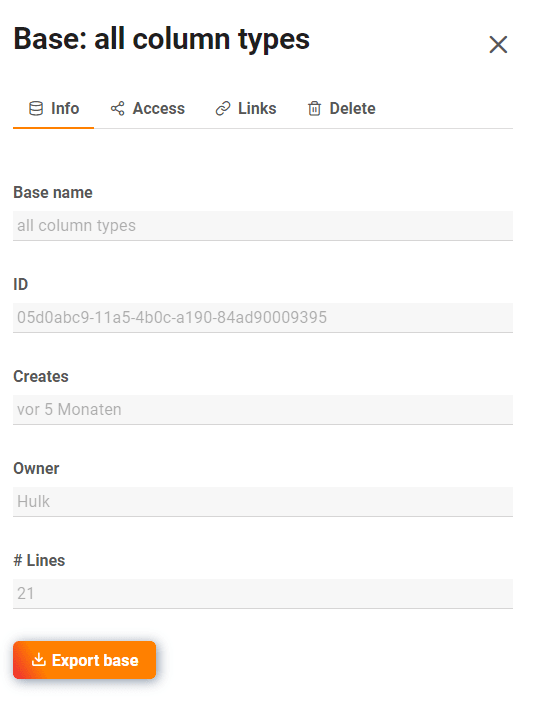 Base: all column types
Info Access Links Delete
Base name
all column types
ID
05d0abc9-11a5-4b0c-a190-84ad90009395
Creates
vor 5 Monaten
Owner
Hulk
# Lines
21
Export base